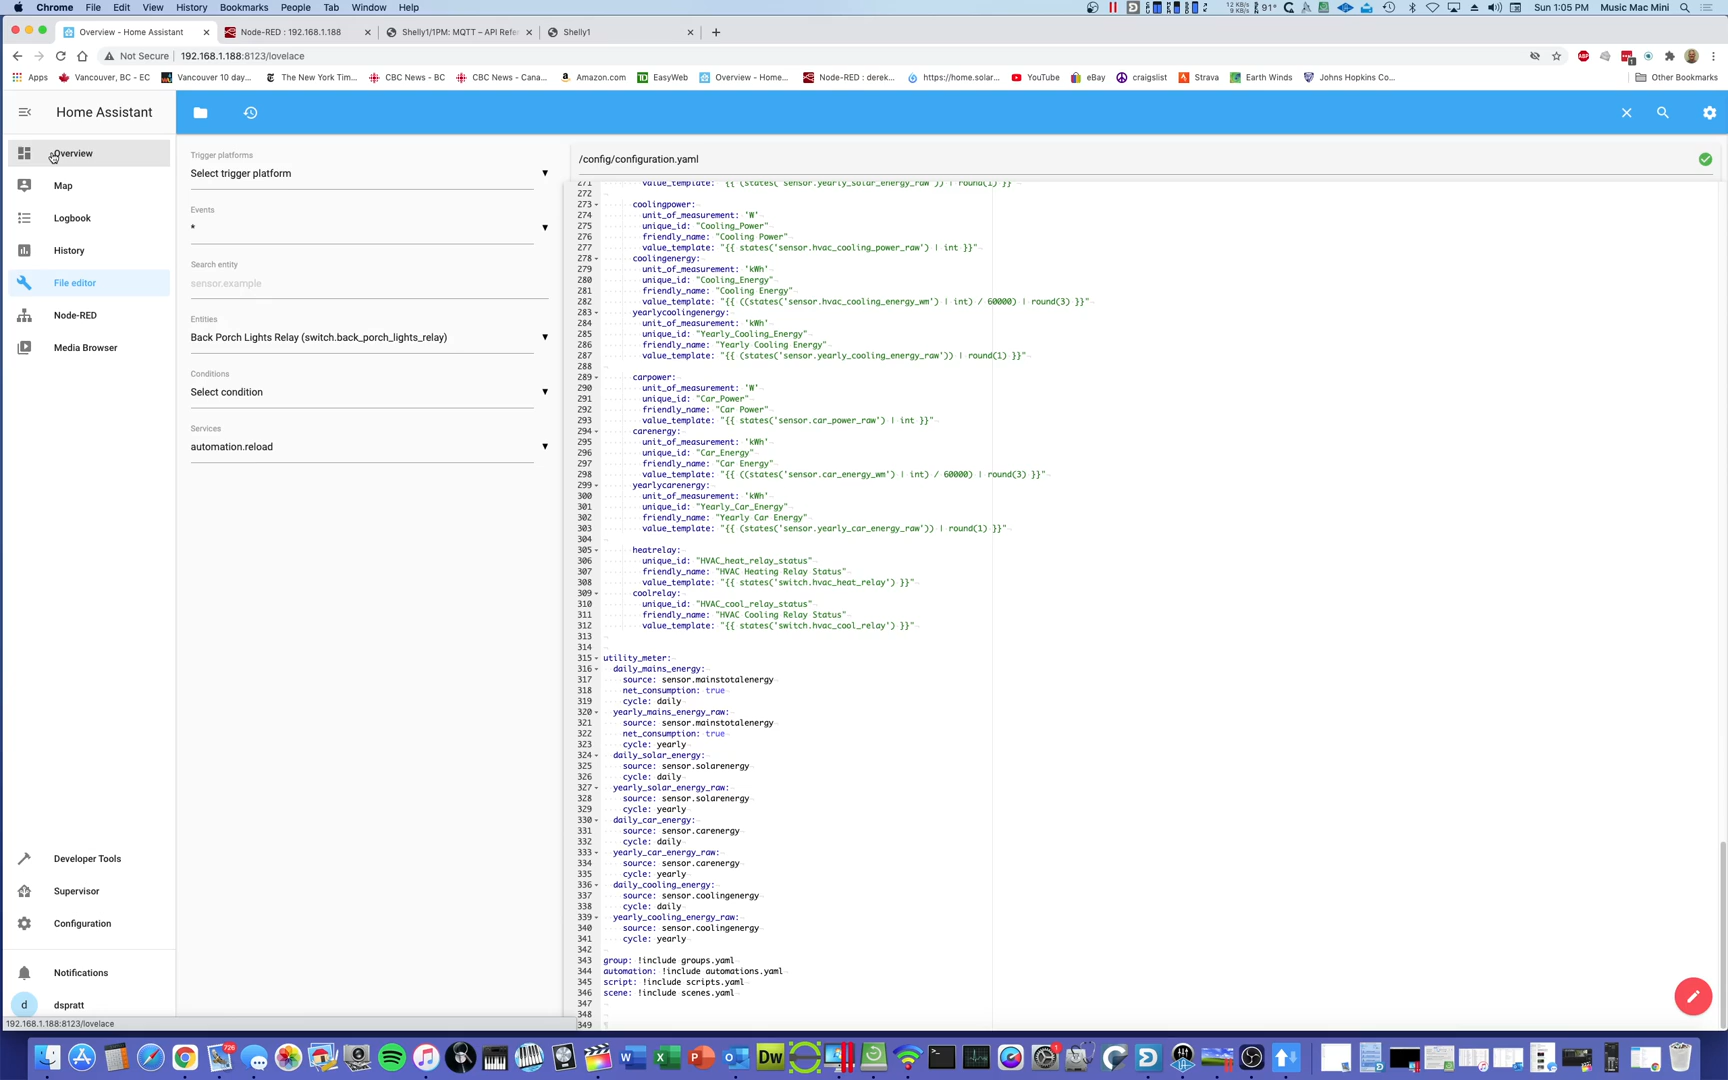 Chrome File Edit View History Bookmarks People Tab Window Help
12 KB/s
9 KB/s
91° Sun 1:05 PM Music Mac Mini
Overview - Home Assistant
Node-RED : 192.168.1.188
Shelly1/1PM: MQTT – API Refe
Shelly1
Not Secure 192.168.1.188:8123/lovelace
Apps Vancouver, BC - EC Vancouver 10 day... The New York Tim... CBC News - BC CBC News - Cana... Amazon.com EasyWeb Overview - Home... Node-RED : derek... https://home.solar... YouTube eBay craigslist Strava Earth Winds Johns Hopkins Co... Other Bookmarks
Home Assistant
Overview
Map
Logbook
History
File editor
Node-RED
Media Browser
Developer Tools
Supervisor
Configuration
Notifications
d dspratt
192.168.1.188:8123/lovelace
Trigger platforms
Select trigger platform
Events
*
Search entity
sensor.example
Entities
Back Porch Lights Relay (switch.back_porch_lights_relay)
Conditions
Select condition
Services
automation.reload
/config/configuration.yaml
271 value_template: "{{ (states('sensor.yearly_solar_energy_raw')) | round(1) }}"
272
273 coolingpower:
274 unit_of_measurement: 'W'
275 unique_id: "Cooling_Power"
276 friendly_name: "Cooling Power"
277 value_template: "{{ states('sensor.hvac_cooling_power_raw') | int }}"
278 coolingenergy:
279 unit_of_measurement: 'kWh'
280 unique_id: "Cooling_Energy"
281 friendly_name: "Cooling Energy"
282 value_template: "{{ ((states('sensor.hvac_cooling_energy_wm') | int) / 60000) | round(3) }}"
283 yearlycoolingenergy:
284 unit_of_measurement: 'kWh'
285 unique_id: "Yearly_Cooling_Energy"
286 friendly_name: "Yearly Cooling Energy"
287 value_template: "{{ (states('sensor.yearly_cooling_energy_raw')) | round(1) }}"
288
289 carpower:
290 unit_of_measurement: 'W'
291 unique_id: "Car_Power"
292 friendly_name: "Car Power"
293 value_template: "{{ states('sensor.car_power_raw') | int }}"
294 carenergy:
295 unit_of_measurement: 'kWh'
296 unique_id: "Car_Energy"
297 friendly_name: "Car Energy"
298 value_template: "{{ ((states('sensor.car_energy_wm') | int) / 60000) | round(3) }}"
299 yearlycarenergy:
300 unit_of_measurement: 'kWh'
301 unique_id: "Yearly_Car_Energy"
302 friendly_name: "Yearly Car Energy"
303 value_template: "{{ (states('sensor.yearly_car_energy_raw')) | round(1) }}"
304
305 heatrelay:
306 unique_id: "HVAC_heat_relay_status"
307 friendly_name: "HVAC Heating Relay Status"
308 value_template: "{{ states('switch.hvac_heat_relay') }}"
309 coolrelay:
310 unique_id: "HVAC_cool_relay_status"
311 friendly_name: "HVAC Cooling Relay Status"
312 value_template: "{{ states('switch.hvac_cool_relay') }}"
313
314
315 utility_meter:
316 daily_mains_energy:
317 source: sensor.mainstotalenergy
318 net_consumption: true
319 cycle: daily
320 yearly_mains_energy_raw:
321 source: sensor.mainstotalenergy
322 net_consumption: true
323 cycle: yearly
324 daily_solar_energy:
325 source: sensor.solarenergy
326 cycle: daily
327 yearly_solar_energy_raw:
328 source: sensor.solarenergy
329 cycle: yearly
330 daily_car_energy:
331 source: sensor.carenergy
332 cycle: daily
333 yearly_car_energy_raw:
334 source: sensor.carenergy
335 cycle: yearly
336 daily_cooling_energy:
337 source: sensor.coolingenergy
338 cycle: daily
339 yearly_cooling_energy_raw:
340 source: sensor.coolingenergy
341 cycle: yearly
342
343 group: !include groups.yaml
344 automation: !include automations.yaml
345 script: !include scripts.yaml
346 scene: !include scenes.yaml
347
348
349
726
Dw